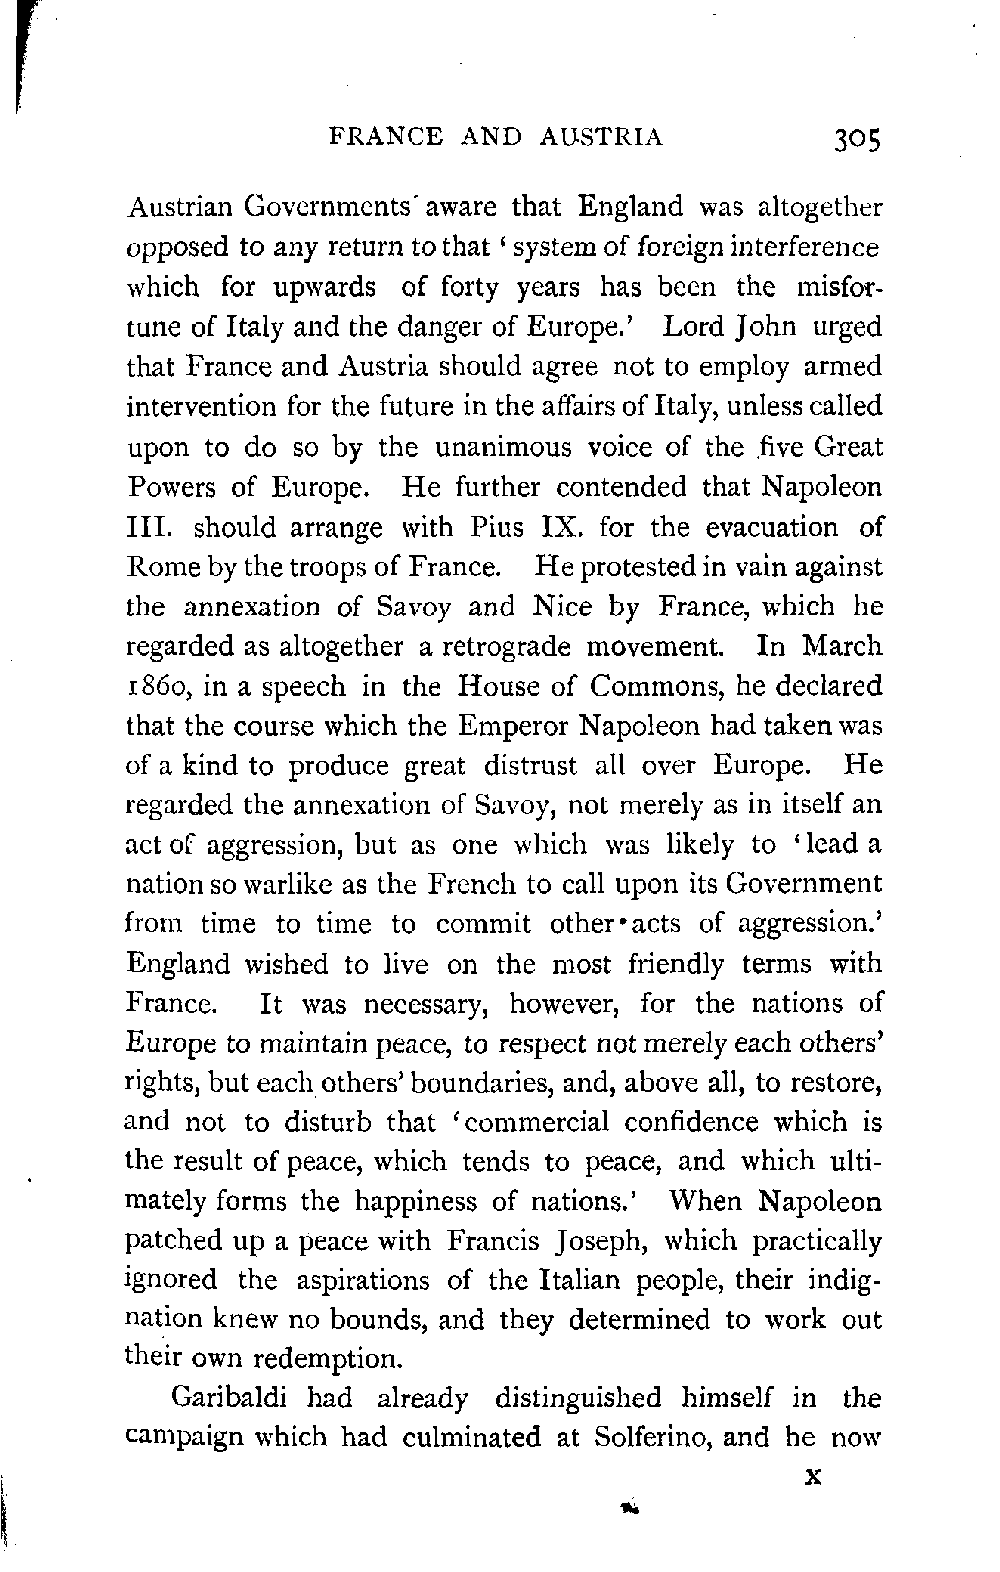 FRANCE AND AUSTRIA 305
Austrian Governments aware that England was altogether
opposed to any return to that ‘ system of foreign interference
which for upwards of forty years has been the misfor-
tune of Italy and the danger of Europe.’ Lord John urged
that France and Austria should agree not to employ armed
intervention for the future in the affairs of Italy, unless called
upon to do so by the unanimous voice of the five Great
Powers of Europe. He further contended that Napoleon
III. should arrange with Pius IX. for the evacuation of
Rome by the troops of France. He protested in vain against
the annexation of Savoy and Nice by France, which he
regarded as altogether a retrograde movement. In March
1860, in a speech in the House of Commons, he declared
that the course which the Emperor Napoleon had taken was
of a kind to produce great distrust all over Europe. He
regarded the annexation of Savoy, not merely as in itself an
act of aggression, but as one which was likely to ‘ lead a
nation so warlike as the French to call upon its Government
from time to time to commit other acts of aggression.’
England wished to live on the most friendly terms with
France. It was necessary, however, for the nations of
Europe to maintain peace, to respect not merely each others’
rights, but each others’ boundaries, and, above all, to restore,
and not to disturb that ‘ commercial confidence which is
the result of peace, which tends to peace, and which ulti-
mately forms the happiness of nations.’ When Napoleon
patched up a peace with Francis Joseph, which practically
ignored the aspirations of the Italian people, their indig-
nation knew no bounds, and they determined to work out
their own redemption.
Garibaldi had already distinguished himself in the
campaign which had culminated at Solferino, and he now
X